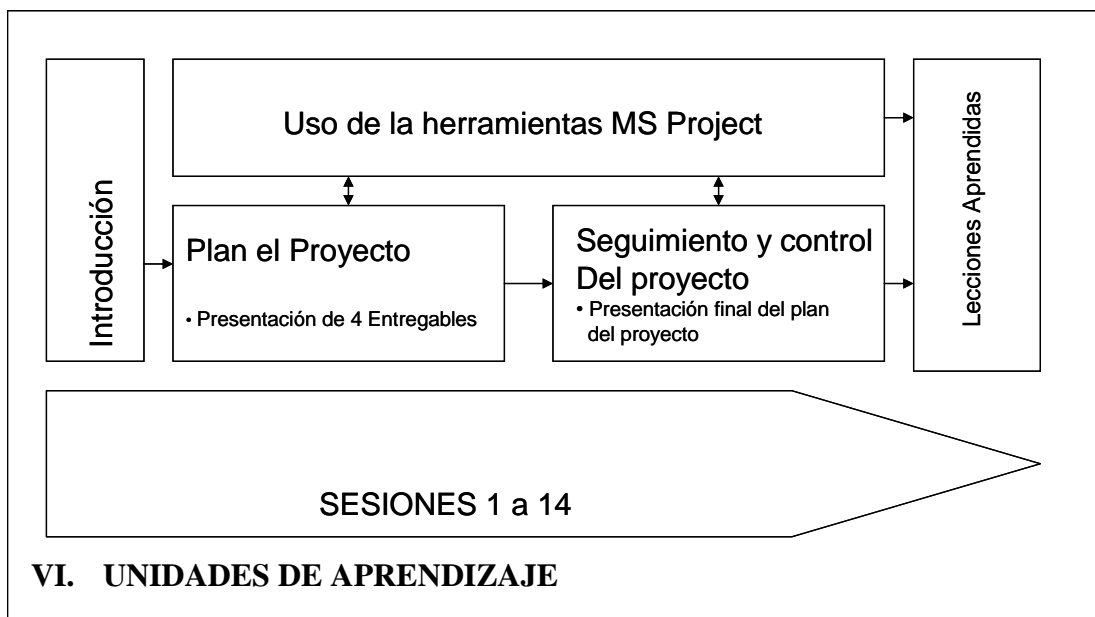 Introducción
Uso de la herramientas MS Project
Plan el Proyecto
• Presentación de 4 Entregables
Seguimiento y control
Del proyecto
• Presentación final del plan
del proyecto
Lecciones Aprendidas
SESIONES 1 a 14
VI. UNIDADES DE APRENDIZAJE